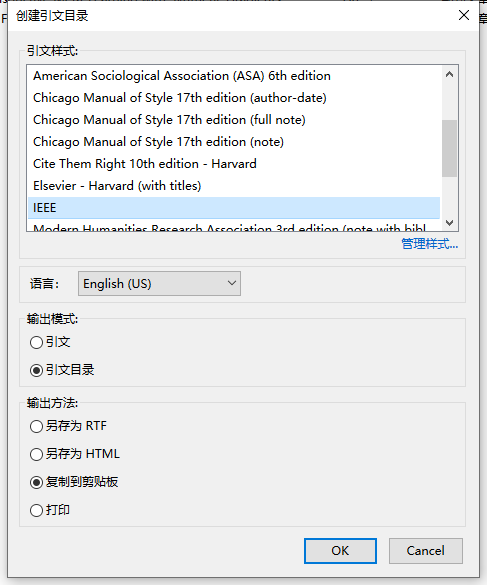 创建引文目录
引文样式:
American Sociological Association (ASA) 6th edition
Chicago Manual of Style 17th edition (author-date)
Chicago Manual of Style 17th edition (full note)
Chicago Manual of Style 17th edition (note)
Cite Them Right 10th edition - Harvard
Elsevier - Harvard (with titles)
IEEE
Modern Humanities Research Association 3rd edition (note with bibl
管理样式...
语言:
English (US)
输出模式:
引文
引文目录
输出方法:
另存为 RTF
另存为 HTML
复制到剪贴板
打印
OK
Cancel